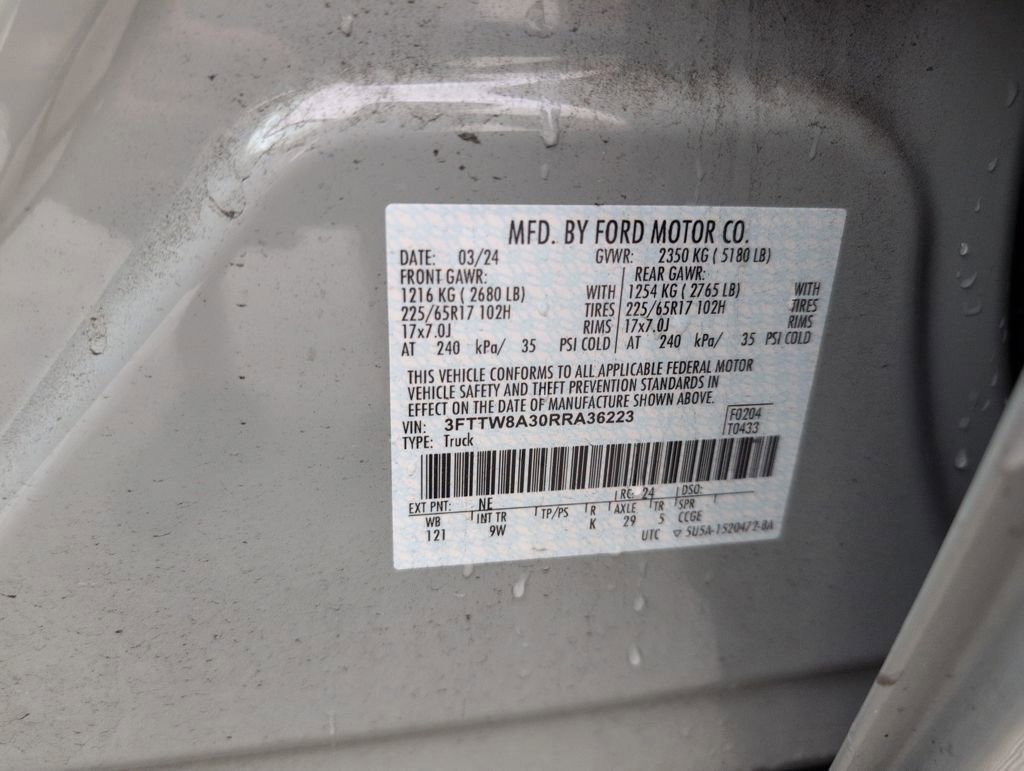 MFD. BY FORD MOTOR CO.
DATE: 03/24 GVWR: 2350 KG ( 5180 LB)
FRONT GAWR: REAR GAWR:
1216 KG ( 2680 LB) WITH 1254 KG ( 2765 LB) WITH
225/65R17 102H TIRES 225/65R17 102H TIRES
17x7.0J RIMS 17x7.0J RIMS
AT 240 kPa/ 35 PSI COLD AT 240 kPa/ 35 PSI COLD
THIS VEHICLE CONFORMS TO ALL APPLICABLE FEDERAL MOTOR
VEHICLE SAFETY AND THEFT PREVENTION STANDARDS IN
EFFECT ON THE DATE OF MANUFACTURE SHOWN ABOVE.
VIN: 3FTTW8A30RRA36223 F0204
TYPE: Truck T0433
EXT PNT: NE RC: 24 DSO:
WB INT TR TP/PS R AXLE TR SPR
121 9W K 29 5 CCGE
UTC ▽ 5U5A-1520472-BA